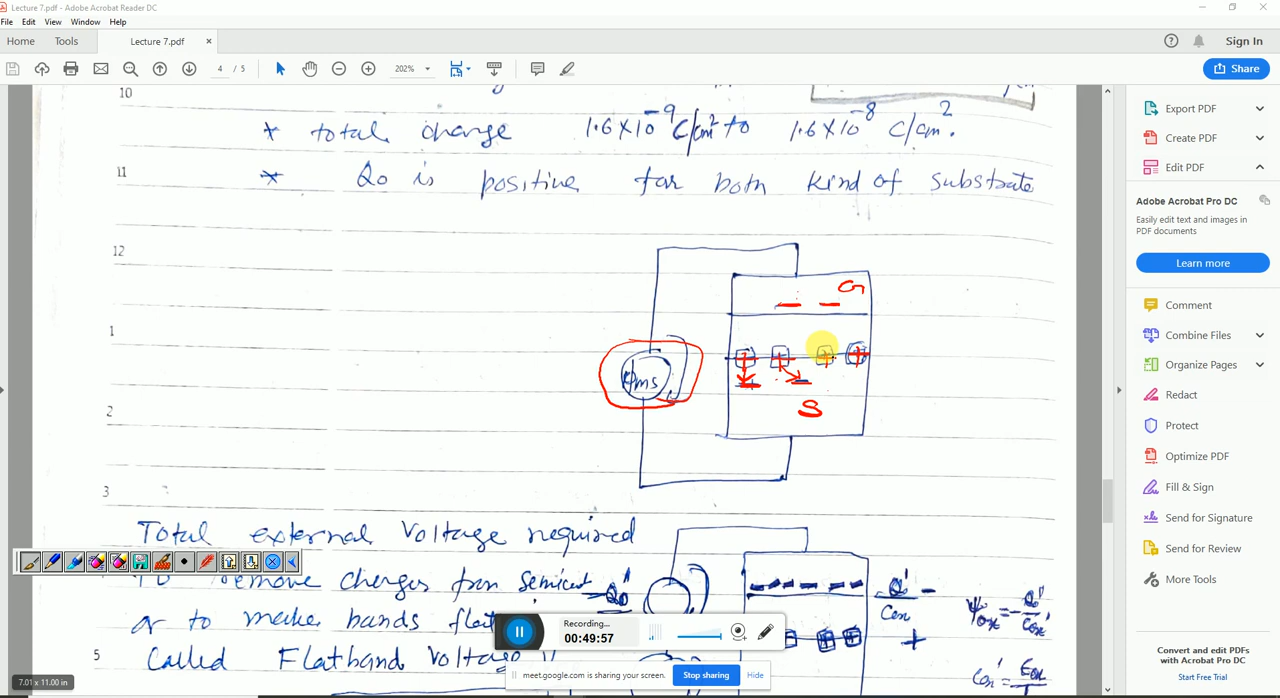 Lecture 7.pdf - Adobe Acrobat Reader DC
File Edit View Window Help
Home Tools Lecture 7.pdf × Sign In
4 / 5 202% Share
10
* total charge 1.6×10⁻⁹ C/cm² to 1.6×10⁻⁸ C/cm².
11
* Qo is positive for both kind of substrate
12
G
1
+ + + +
ϕms
S
2
3
Total external Voltage required
To remove charges from
or to make bands
5
Called Flatband Voltage
Qo'
Cox
ψox = - Qo'/Cox'
Cox' = Eox
Recording...
00:49:57
meet.google.com is sharing your screen. Stop sharing Hide
7.01 x 11.00 in
Export PDF
Create PDF
Edit PDF
Adobe Acrobat Pro DC
Easily edit text and images in
PDF documents
Learn more
Comment
Combine Files
Organize Pages
Redact
Protect
Optimize PDF
Fill & Sign
Send for Signature
Send for Review
More Tools
Convert and edit PDFs
with Acrobat Pro DC
Start Free Trial